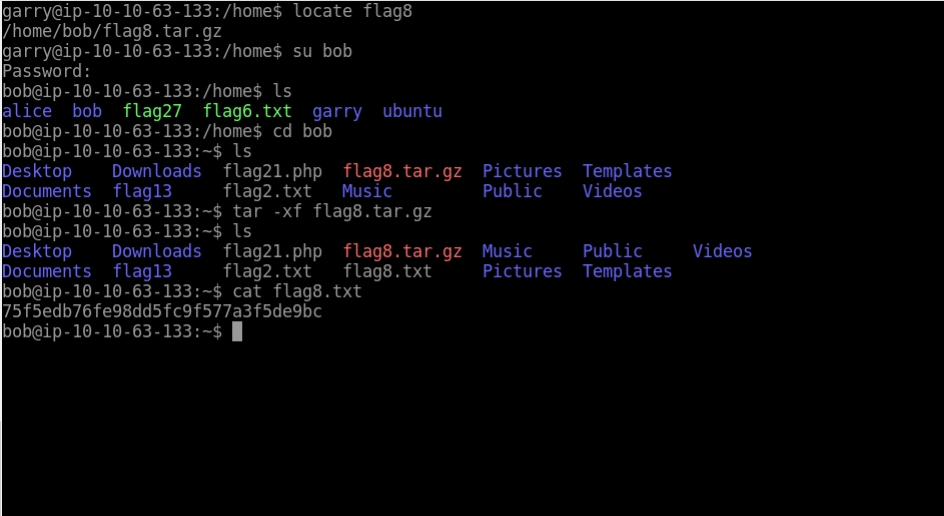 garry@ip-10-10-63-133:/home$ locate flag8
/home/bob/flag8.tar.gz
garry@ip-10-10-63-133:/home$ su bob
Password:
bob@ip-10-10-63-133:/home$ ls
alice  bob  flag27  flag6.txt  garry  ubuntu
bob@ip-10-10-63-133:/home$ cd bob
bob@ip-10-10-63-133:~$ ls
Desktop    Downloads  flag21.php  flag8.tar.gz  Pictures  Templates
Documents  flag13     flag2.txt   Music         Public    Videos
bob@ip-10-10-63-133:~$ tar -xf flag8.tar.gz
bob@ip-10-10-63-133:~$ ls
Desktop    Downloads  flag21.php  flag8.tar.gz  Music     Public     Videos
Documents  flag13     flag2.txt   flag8.txt     Pictures  Templates
bob@ip-10-10-63-133:~$ cat flag8.txt
75f5edb76fe98dd5fc9f577a3f5de9bc
bob@ip-10-10-63-133:~$